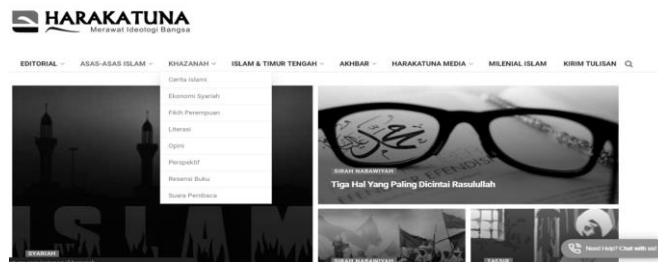 HARAKATUNA
Merawat Ideologi Bangsa
EDITORIAL ASAS-ASAS ISLAM KHAZANAH ISLAM & TIMUR TENGAH AKHBAR HARAKATUNA MEDIA MILENIAL ISLAM KIRIM TULISAN
Cerita Islami
Ekonomi Syariah
Fikih Perempuan
Literasi
Opini
Perspektif
Resensi Buku
Suara Pembaca
ISLAM
SYARIAH
SIRAH NABAWIYAH
Tiga Hal Yang Paling Dicintai Rasulullah
SIRAH NABAWIYAH
TAFSIR
Need Help? Chat with us!